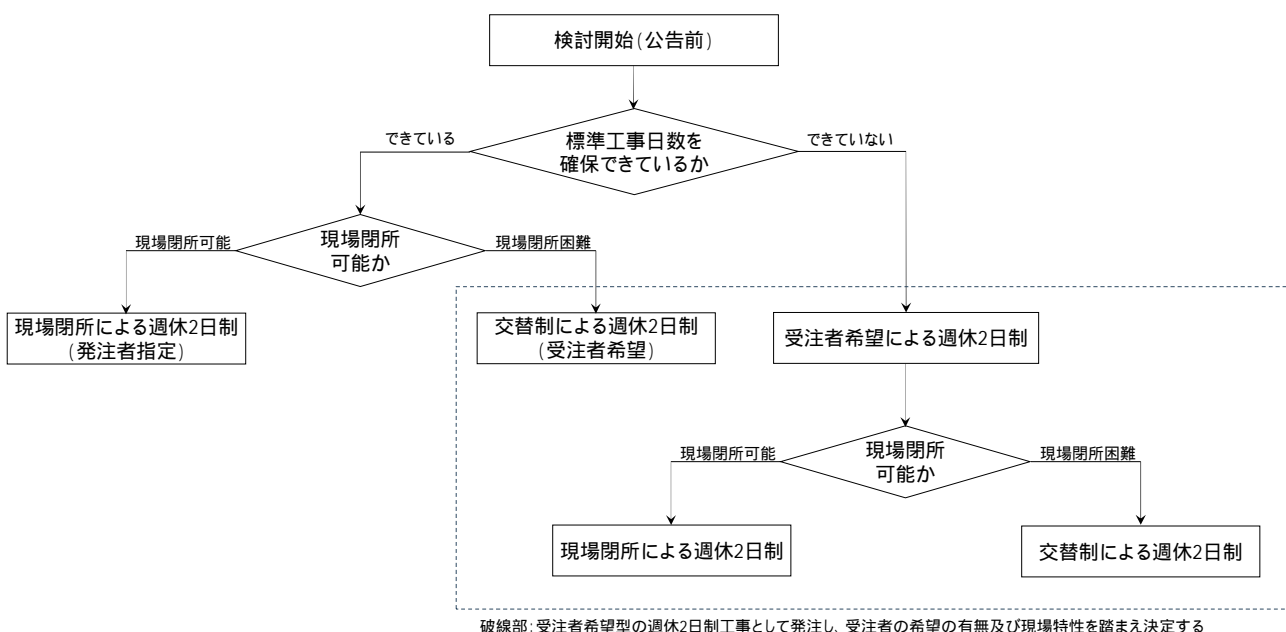 検討開始(公告前)
標準工事日数を
確保できているか
できている
できていない
現場閉所
可能か
現場閉所可能
現場閉所困難
現場閉所による週休2日制
(発注者指定)
交替制による週休2日制
(受注者希望)
受注者希望による週休2日制
現場閉所
可能か
現場閉所可能
現場閉所困難
現場閉所による週休2日制
交替制による週休2日制
破線部:受注者希望型の週休2日制工事として発注し、受注者の希望の有無及び現場特性を踏まえ決定する